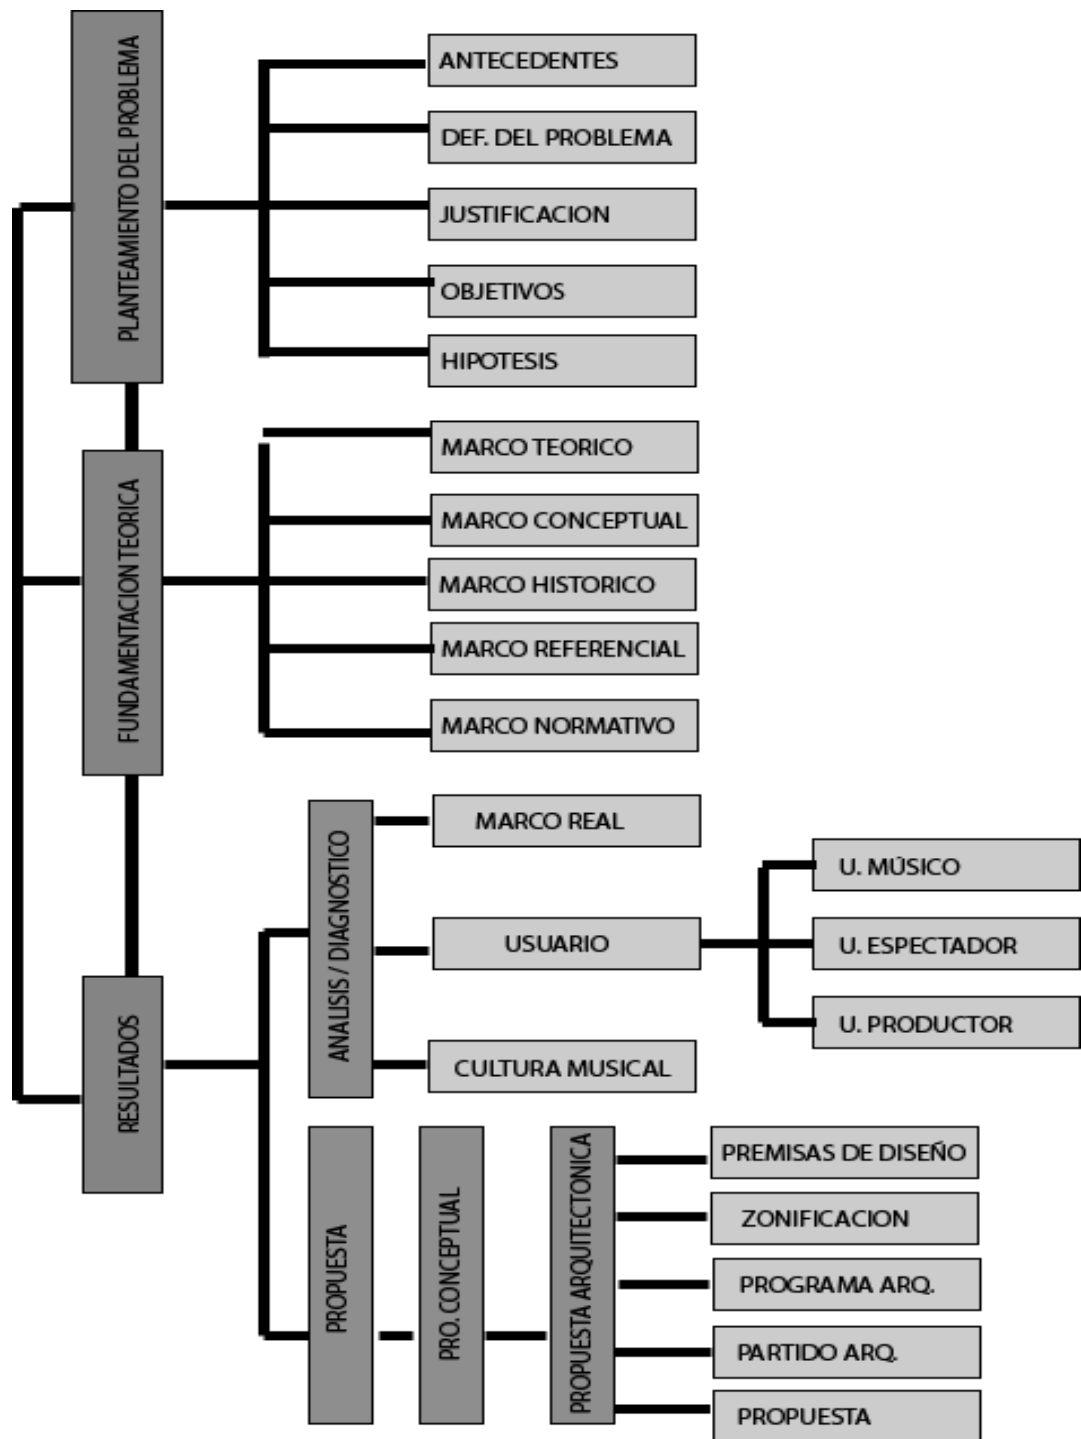 PLANTEAMIENTO DEL PROBLEMA
ANTECEDENTES
DEF. DEL PROBLEMA
JUSTIFICACION
OBJETIVOS
HIPOTESIS
FUNDAMENTACION TEORICA
MARCO TEORICO
MARCO CONCEPTUAL
MARCO HISTORICO
MARCO REFERENCIAL
MARCO NORMATIVO
RESULTADOS
ANALISIS / DIAGNOSTICO
MARCO REAL
USUARIO
U. MÚSICO
U. ESPECTADOR
U. PRODUCTOR
CULTURA MUSICAL
PROPUESTA
PRO. CONCEPTUAL
PROPUESTA ARQUITECTONICA
PREMISAS DE DISEÑO
ZONIFICACION
PROGRAMA ARQ.
PARTIDO ARQ.
PROPUESTA